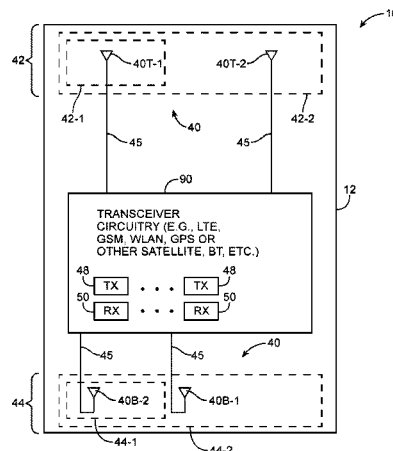 10
42
40T-1
40T-2
42-1
40
42-2
45
45
90
12
TRANSCEIVER
CIRCUITRY (E.G., LTE,
GSM, WLAN, GPS OR
OTHER SATELLITE, BT, ETC.)
48
TX
• • •
TX
48
50
RX
• • •
RX
50
45
45
40
44
40B-2
40B-1
44-1
44-2